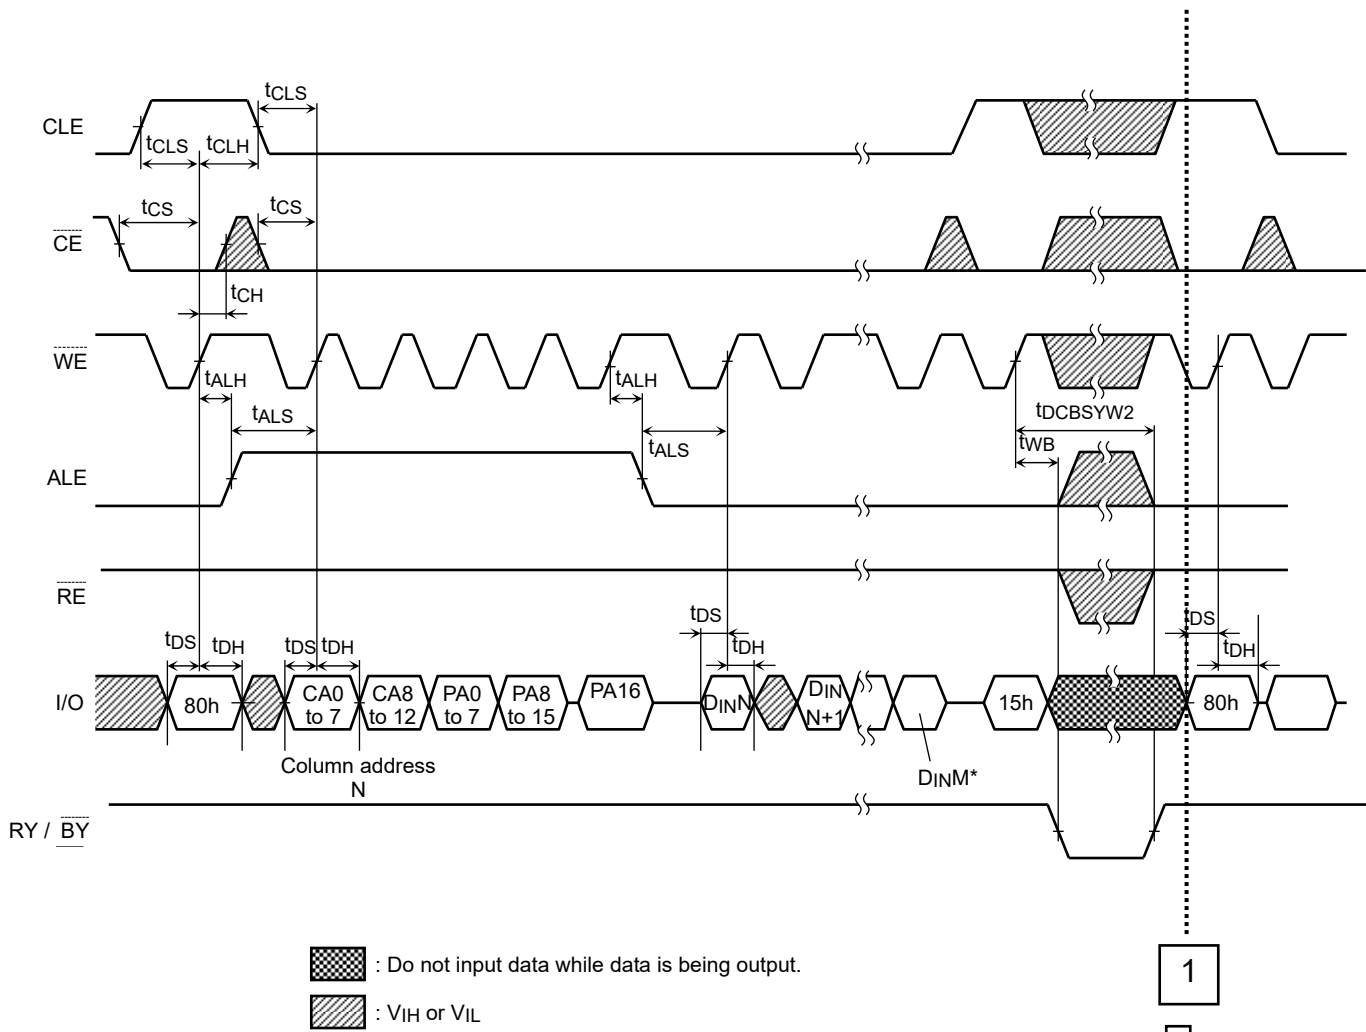 tCLS
CLE
tCLS tCLH
tCS tCS
CE
tCH
WE
tALH tALH
tALS tALS
tDCBSYW2
tWB
ALE
RE
tDS tDH tDS tDH tDS tDH tDS tDH
I/O
80h
CA0 to 7
CA8 to 12
PA0 to 7
PA8 to 15
PA16
DINN
DIN N+1
15h
80h
Column address
N
DINM*
RY / BY
: Do not input data while data is being output.
1
: VIH or VIL